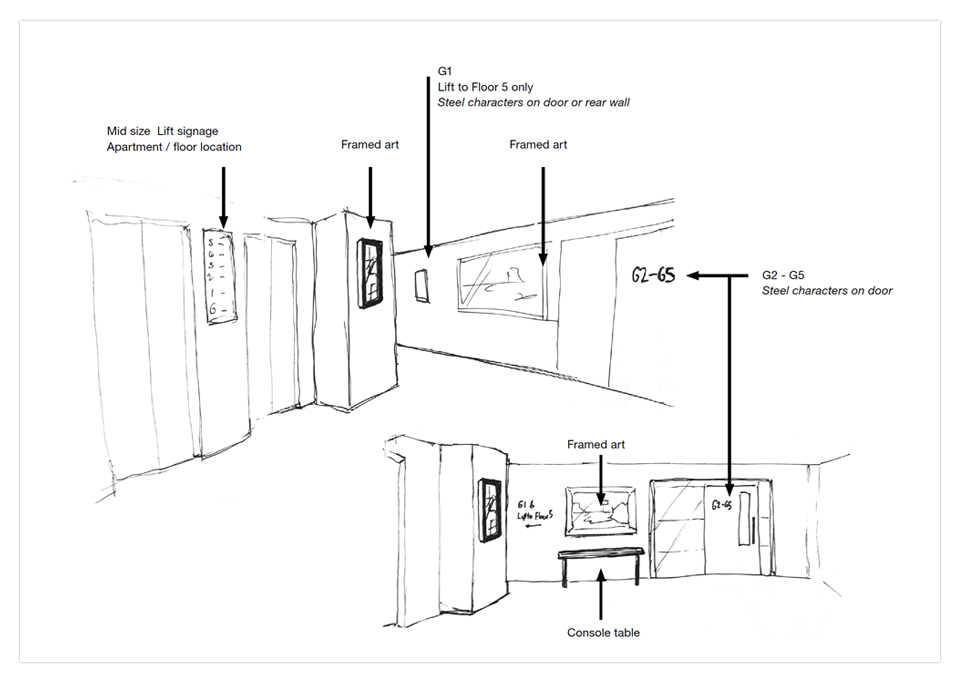 G1
Lift to Floor 5 only
Steel characters on door or rear wall
Mid size Lift signage
Apartment / floor location
Framed art
Framed art
5
6
3
2
1
G
G2-G5
G2 - G5
Steel characters on door
Framed art
G1 &
Lift to Floor 5
G2-G5
Console table